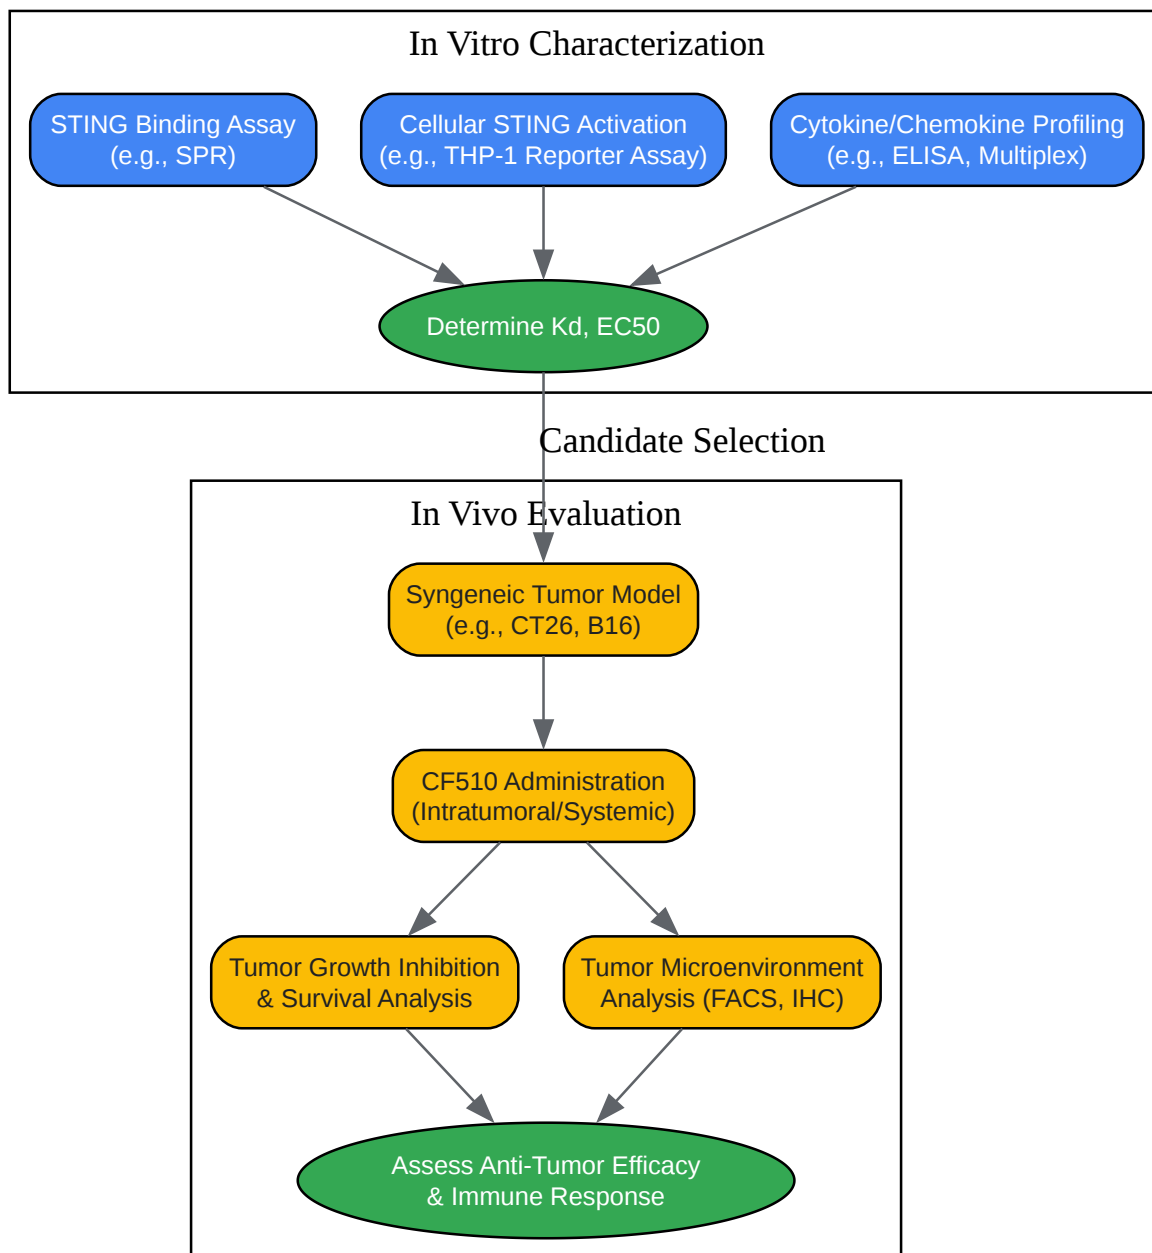 In Vitro Characterization
STING Binding Assay
(e.g., SPR)
Cellular STING Activation
(e.g., THP-1 Reporter Assay)
Cytokine/Chemokine Profiling
(e.g., ELISA, Multiplex)
Determine Kd, EC50
Candidate Selection
In Vivo Evaluation
Syngeneic Tumor Model
(e.g., CT26, B16)
CF510 Administration
(Intratumoral/Systemic)
Tumor Growth Inhibition
& Survival Analysis
Tumor Microenvironment
Analysis (FACS, IHC)
Assess Anti-Tumor Efficacy
& Immune Response